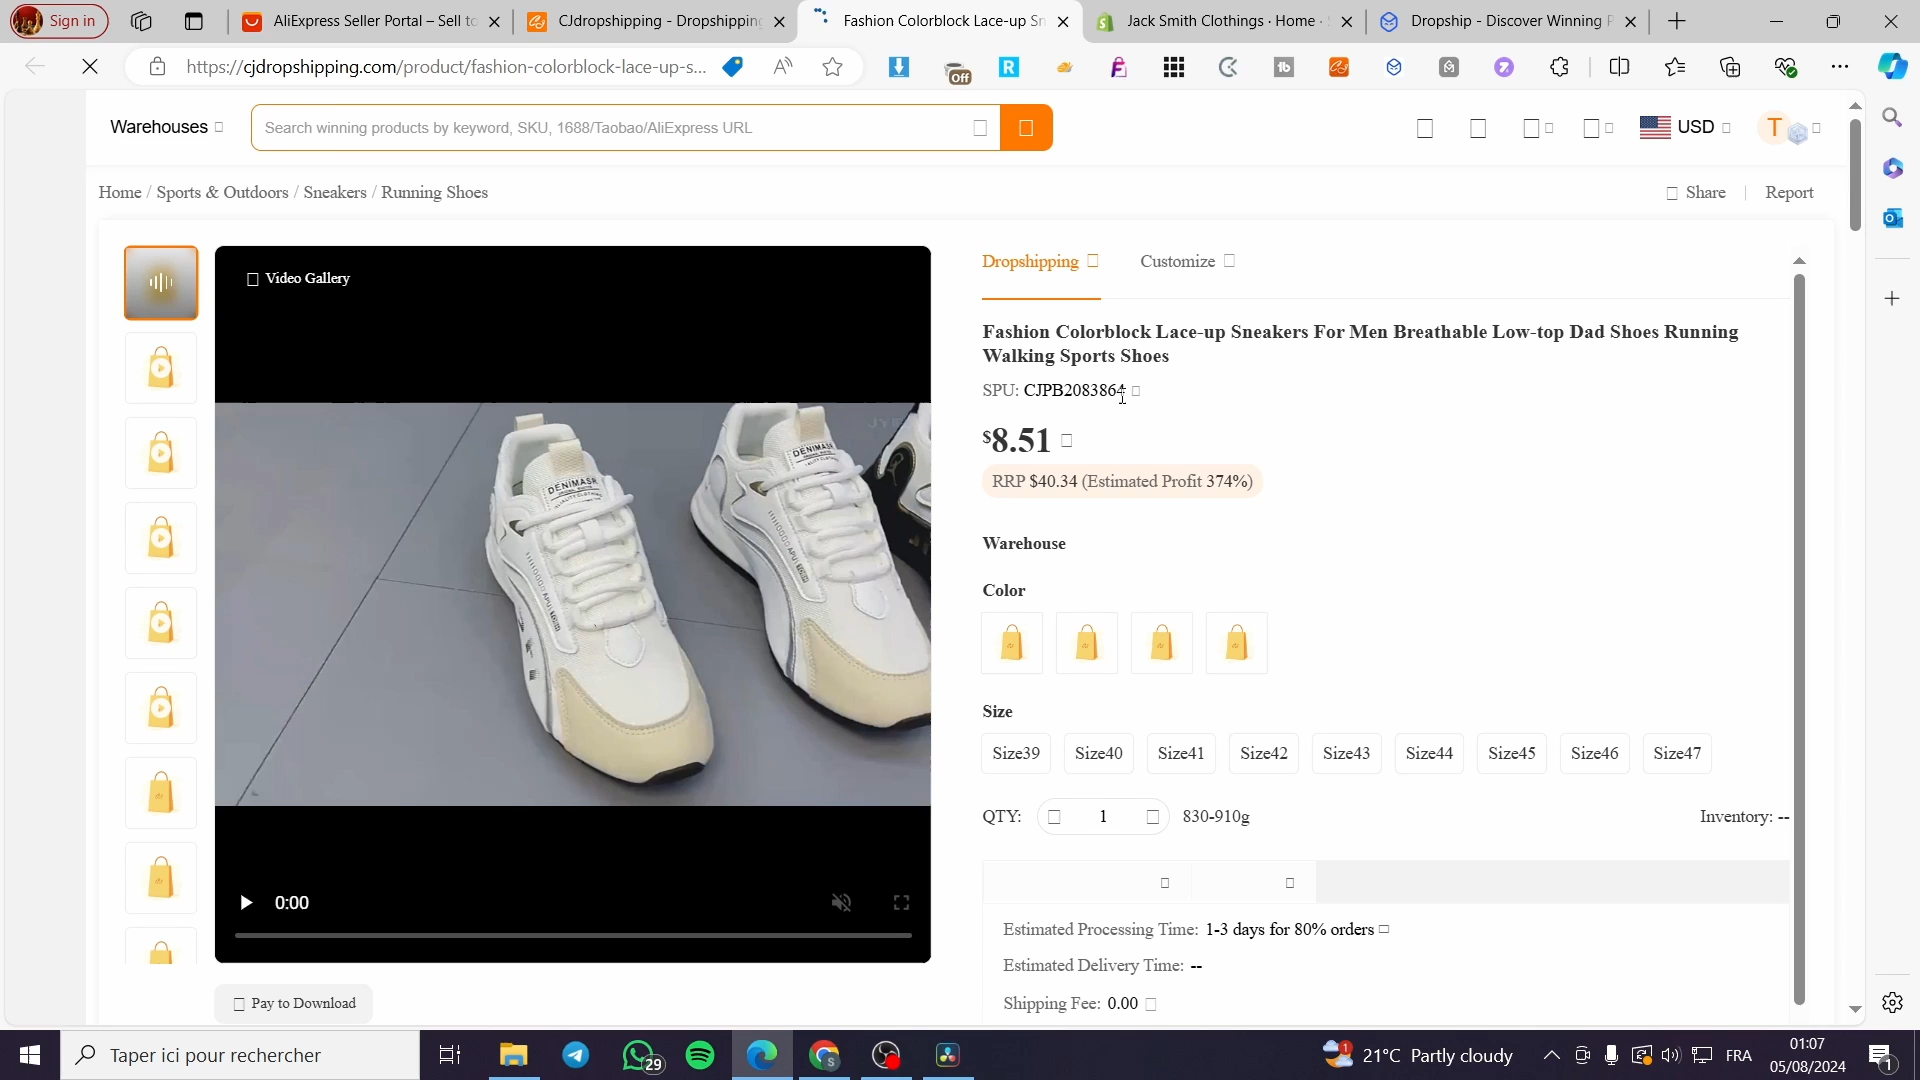 Sign in
AliExpress Seller Portal – Sell to
CJdropshipping - Dropshipping
Fashion Colorblock Lace-up Sn
Jack Smith Clothings · Home ·
Dropship - Discover Winning P
https://cjdropshipping.com/product/fashion-colorblock-lace-up-s...
Off
Warehouses
Search winning products by keyword, SKU, 1688/Taobao/AliExpress URL
USD
T
Home / Sports & Outdoors / Sneakers / Running Shoes
Share
Report
Video Gallery
Dropshipping
Customize
Fashion Colorblock Lace-up Sneakers For Men Breathable Low-top Dad Shoes Running
Walking Sports Shoes
SPU: CJPB2083864
$8.51
RRP $40.34 (Estimated Profit 374%)
Warehouse
Color
Size
Size39 Size40 Size41 Size42 Size43 Size44 Size45 Size46 Size47
QTY: 1 830-910g Inventory: --
Estimated Processing Time: 1-3 days for 80% orders
Estimated Delivery Time: --
Shipping Fee: 0.00
DENIMASR
DENIMASR
0:00
Pay to Download
Taper ici pour rechercher
29
1
21°C Partly cloudy
FRA
01:07
05/08/2024
1